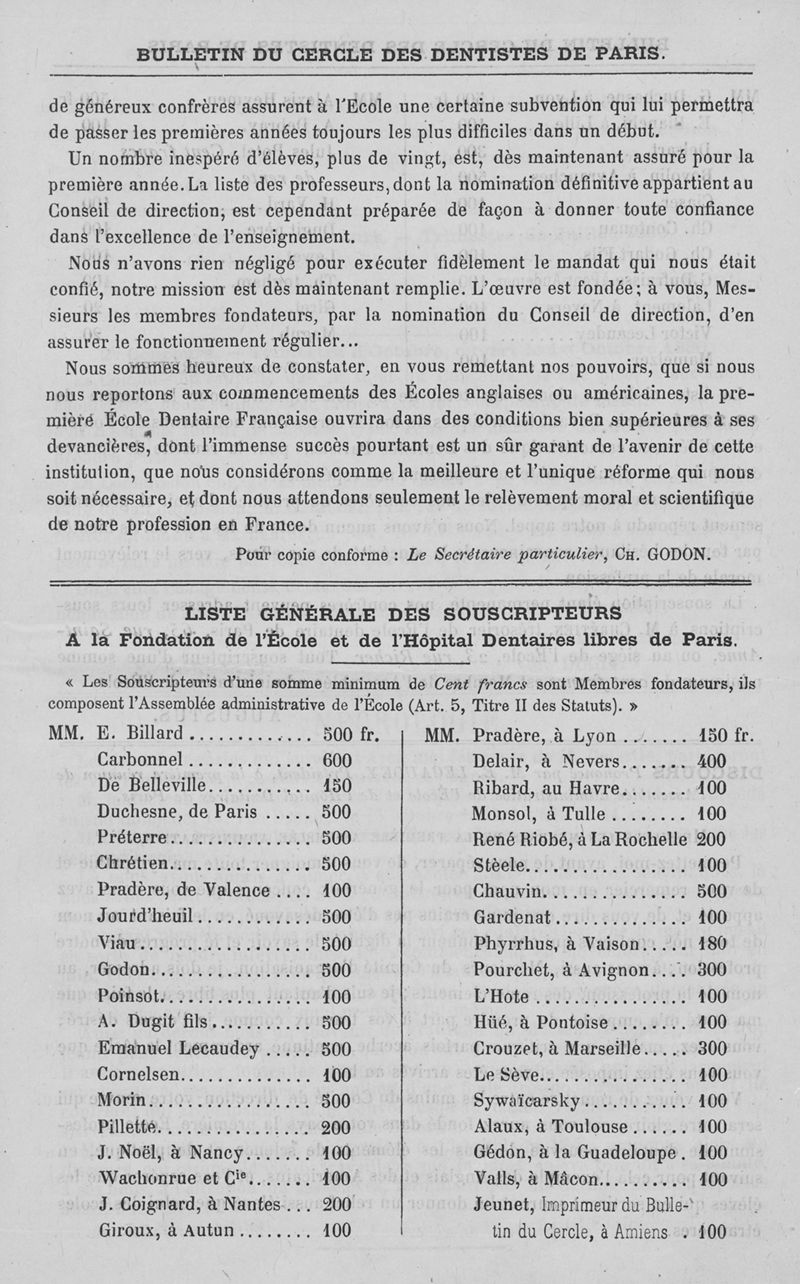 BULLETIN DU CERCLE DES DENTISTES DE PARIS.
de généreux confrères assurent à l'Ecole une certaine subvention qui lui permettra
de passer les premières années toujours les plus difficiles dans un début.
Un nombre inespéré d'élèves, plus de vingt, est, dès maintenant assuré pour la
première année. La liste des professeurs, dont la nomination définitive appartient au
Conseil de direction, est cependant préparée de façon à donner toute confiance
dans l'excellence de l'enseignement.
Nous n'avons rien négligé pour exécuter fidèlement le mandat qui nous était
confié, notre mission est dès maintenant remplie. L'œuvre est fondée; à vous, Mes-
sieurs les membres fondateurs, par la nomination du Conseil de direction, d'en
assurer le fonctionnement régulier...
Nous sommes heureux de constater, en vous remettant nos pouvoirs, que si nous
nous reportons aux commencements des Écoles anglaises ou américaines, la pre-
mière École Dentaire Française ouvrira dans des conditions bien supérieures à ses
devancières, dont l'immense succès pourtant est un sûr garant de l'avenir de cette
institution, que nous considérons comme la meilleure et l'unique réforme qui nous
soit nécessaire, et dont nous attendons seulement le relèvement moral et scientifique
de notre profession en France.
Pour copie conforme : Le Secrétaire particulier, CH. GODON.
LISTE GÉNÉRALE DES SOUSCRIPTEURS
A la Fondation de l'École et de l'Hôpital Dentaires libres de Paris.
« Les Souscripteurs d'une somme minimum de Cent francs sont Membres fondateurs, ils
composent l'Assemblée administrative de l'École (Art. 5, Titre II des Statuts). »
MM. E. Billard ............. 500 fr.
Carbonnel ............. 600
De Belleville........... 150
Duchesne, de Paris ..... 500
Préterre............... 500
Chrétien............... 500
Pradère, de Valence .... 100
Jourd'heuil............ 500
Viau.................. 500
Godon................. 500
Poinsot................ 100
A. Dugit fils........... 500
Emanuel Lecaudey ..... 500
Cornelsen.............. 100
Morin................. 500
Pillette................ 200
J. Noël, à Nancy....... 100
Wachonrue et Cie....... 100
J. Coignard, à Nantes... 200
Giroux, à Autun ........ 100
MM. Pradère, à Lyon ....... 150 fr.
Delair, à Nevers....... 400
Ribard, au Havre....... 100
Monsol, à Tulle ........ 100
René Riobé, à La Rochelle 200
Stèele................. 100
Chauvin............... 500
Gardenat.............. 100
Phyrrhus, à Vaison..... 180
Pourchet, à Avignon.... 300
L'Hote ................ 100
Hüé, à Pontoise ........ 100
Crouzet, à Marseille..... 300
Le Sève................ 100
Sywaïcarsky........... 100
Alaux, à Toulouse ...... 100
Gédon, à la Guadeloupe. 100
Valls, à Mâcon.......... 100
Jeunet, Imprimeur du Bulle-
tin du Cercle, à Amiens . 100